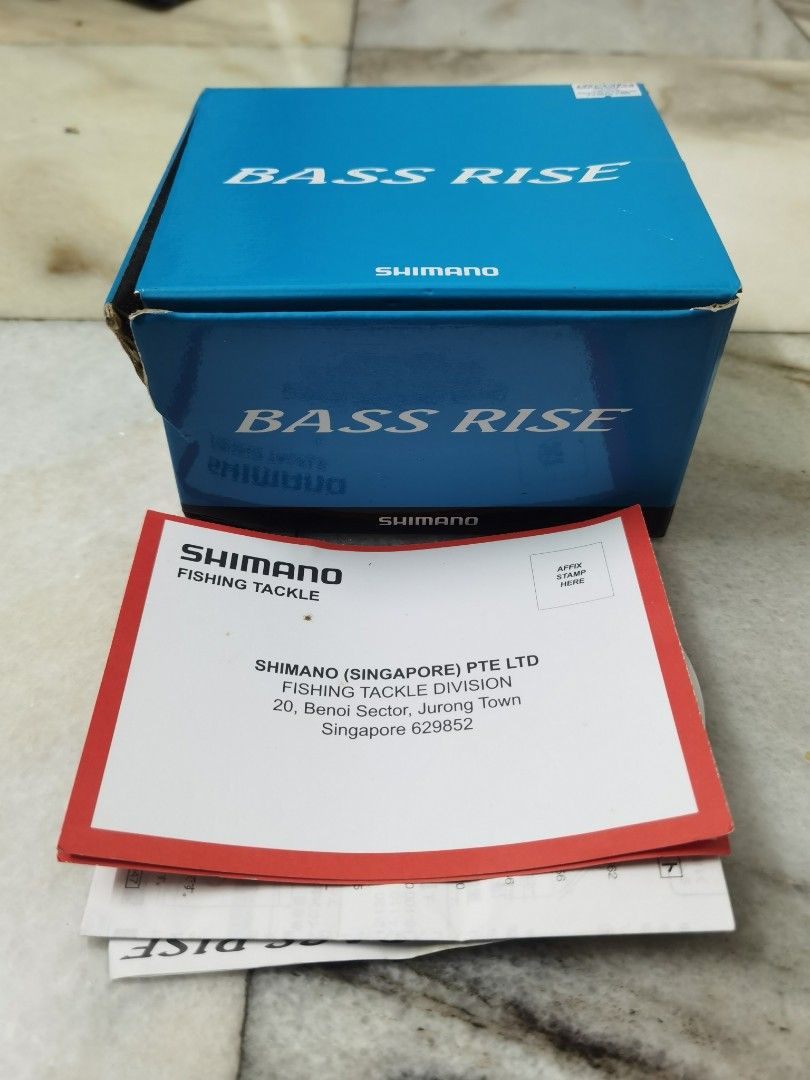 BASS RISE
SHIMANO
BASS RISE
SHIMANO
SHIMANO
FISHING TACKLE
AFFIX
STAMP
HERE
SHIMANO (SINGAPORE) PTE LTD
FISHING TACKLE DIVISION
20, Benoi Sector, Jurong Town
Singapore 629852